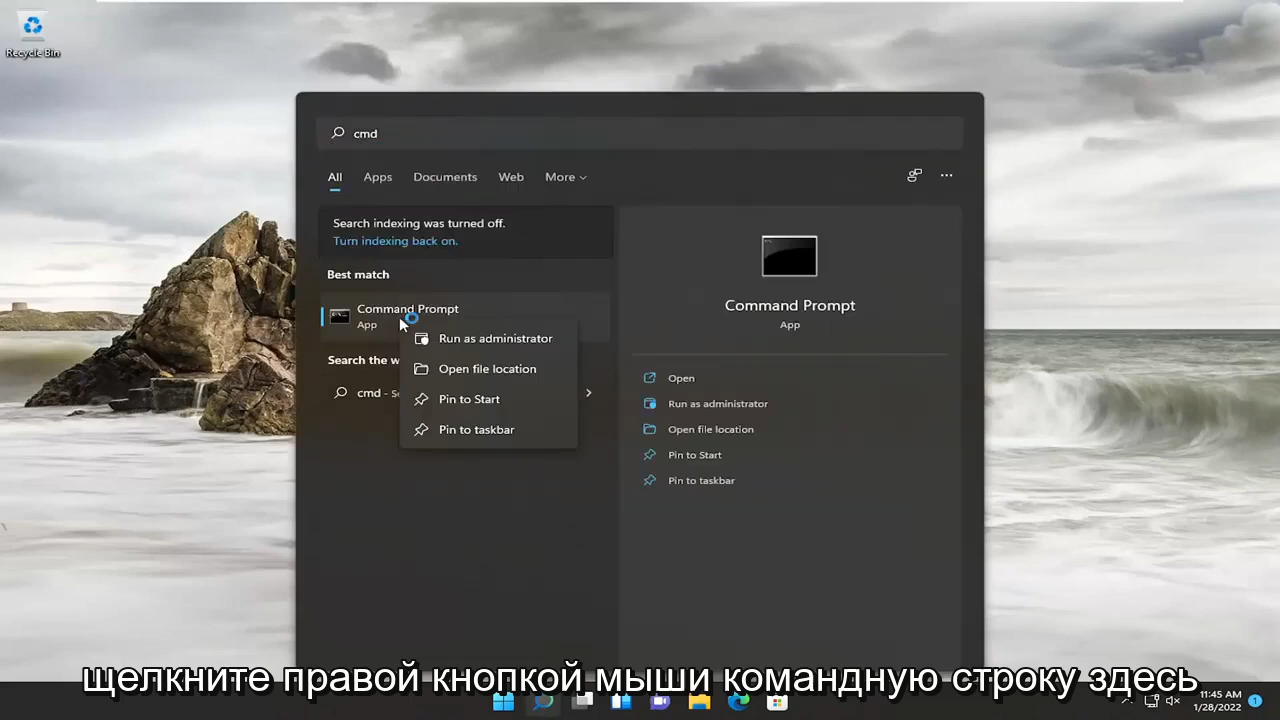 Recycle Bin
cmd
All Apps Documents Web More
Search indexing was turned off.
Turn indexing back on.
Best match
Command Prompt
App
Search the w
cmd - Se
Run as administrator
Open file location
Pin to Start
Pin to taskbar
Command Prompt
App
Open
Run as administrator
Open file location
Pin to Start
Pin to taskbar
щелкните правой кнопкой мыши командную строку здесь
11:45 AM
1/28/2022
1